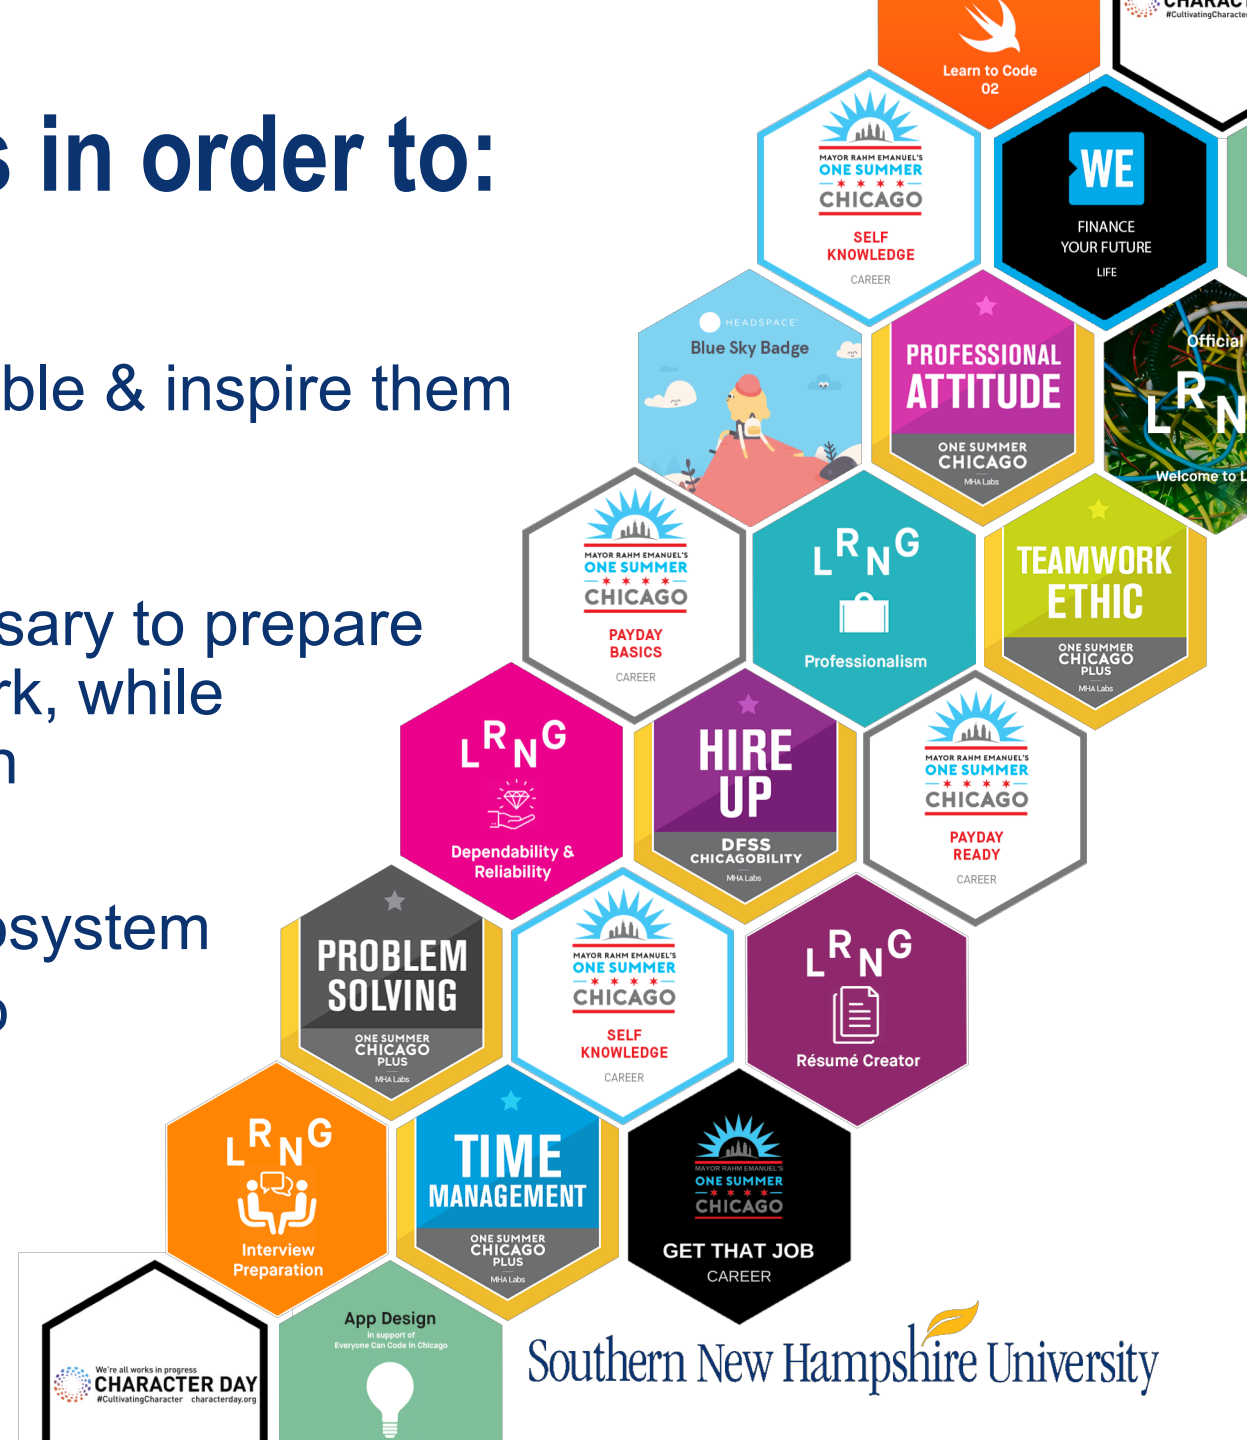 s in order to:
ble & inspire them
sary to prepare
rk, while
n
osystem
Learn to Code
02
CHARACT
#CultivatingCharacter
MAYOR RAHM EMANUEL'S
ONE SUMMER
CHICAGO
SELF
KNOWLEDGE
CAREER
WE
FINANCE
YOUR FUTURE
LIFE
HEADSPACE
Blue Sky Badge
PROFESSIONAL
ATTITUDE
ONE SUMMER
CHICAGO
MHA Labs
Official
LRN
Welcome to L
MAYOR RAHM EMANUEL'S
ONE SUMMER
CHICAGO
PAYDAY
BASICS
CAREER
LRNG
Professionalism
TEAMWORK
ETHIC
ONE SUMMER
CHICAGO
PLUS
MHA Labs
LRNG
Dependability &
Reliability
HIRE
UP
DFSS
CHICAGOBILITY
MHA Labs
MAYOR RAHM EMANUEL'S
ONE SUMMER
CHICAGO
PAYDAY
READY
CAREER
PROBLEM
SOLVING
ONE SUMMER
CHICAGO
PLUS
MHA Labs
MAYOR RAHM EMANUEL'S
ONE SUMMER
CHICAGO
SELF
KNOWLEDGE
CAREER
LRNG
Résumé Creator
LRNG
Interview
Preparation
TIME
MANAGEMENT
ONE SUMMER
CHICAGO
PLUS
MHA Labs
MAYOR RAHM EMANUEL'S
ONE SUMMER
CHICAGO
GET THAT JOB
CAREER
We're all works in progress
CHARACTER DAY
#CultivatingCharacter characterday.org
App Design
In support of
Everyone Can Code in Chicago
Southern New Hampshire University